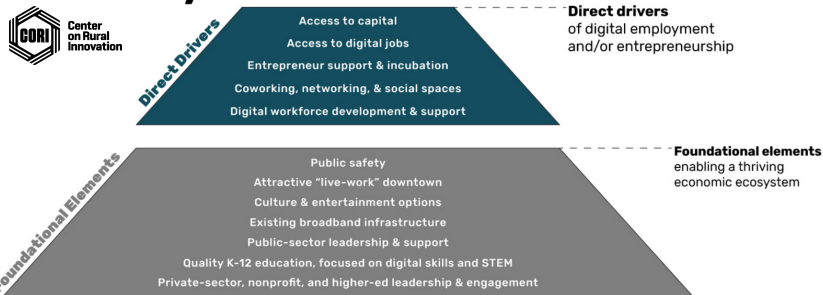 CORI
Center
on Rural
Innovation
Direct Drivers
Access to capital
Access to digital jobs
Entrepreneur support & incubation
Coworking, networking, & social spaces
Digital workforce development & support
Direct drivers
of digital employment
and/or entrepreneurship
Foundational Elements
Public safety
Attractive "live-work" downtown
Culture & entertainment options
Existing broadband infrastructure
Public-sector leadership & support
Quality K-12 education, focused on digital skills and STEM
Private-sector, nonprofit, and higher-ed leadership & engagement
Foundational elements
enabling a thriving
economic ecosystem